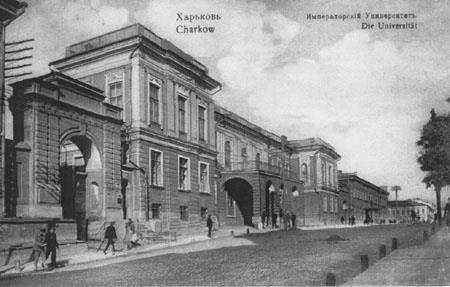 Харьковъ
Charkow
Императорскій Университетъ
Die Universität